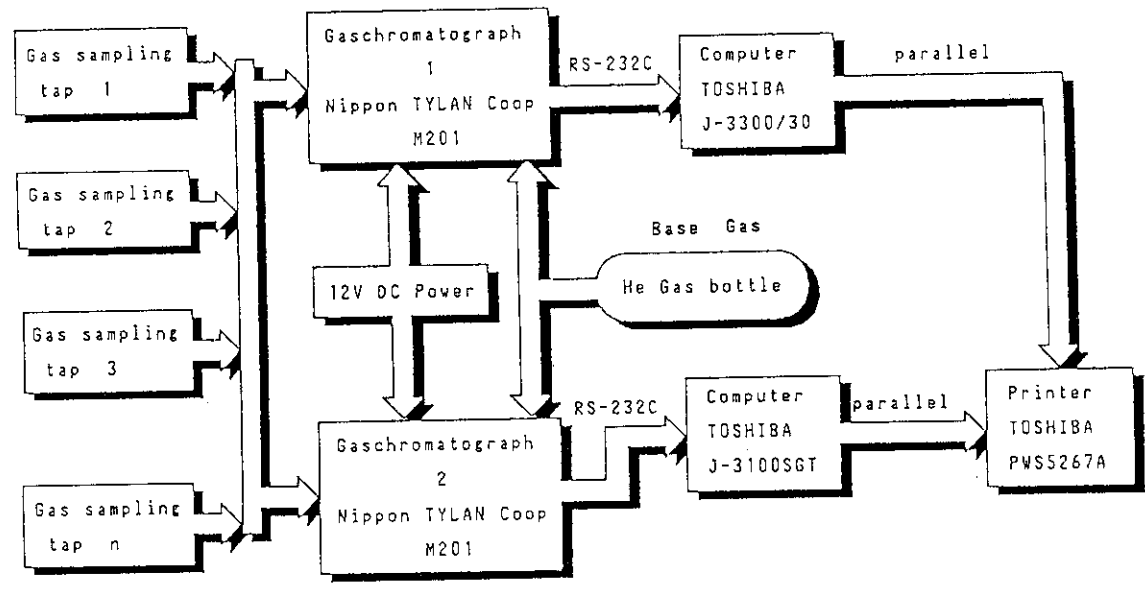 Gas sampling
tap 1
Gas sampling
tap 2
Gas sampling
tap 3
Gas sampling
tap n
Gaschromatograph
1
Nippon TYLAN Coop
M201
12V DC Power
Base Gas
He Gas bottle
Gaschromatograph
2
Nippon TYLAN Coop
M201
RS-232C
Computer
TOSHIBA
J-3300/30
parallel
RS-232C
Computer
TOSHIBA
J-3100SGT
parallel
Printer
TOSHIBA
PWS5267A